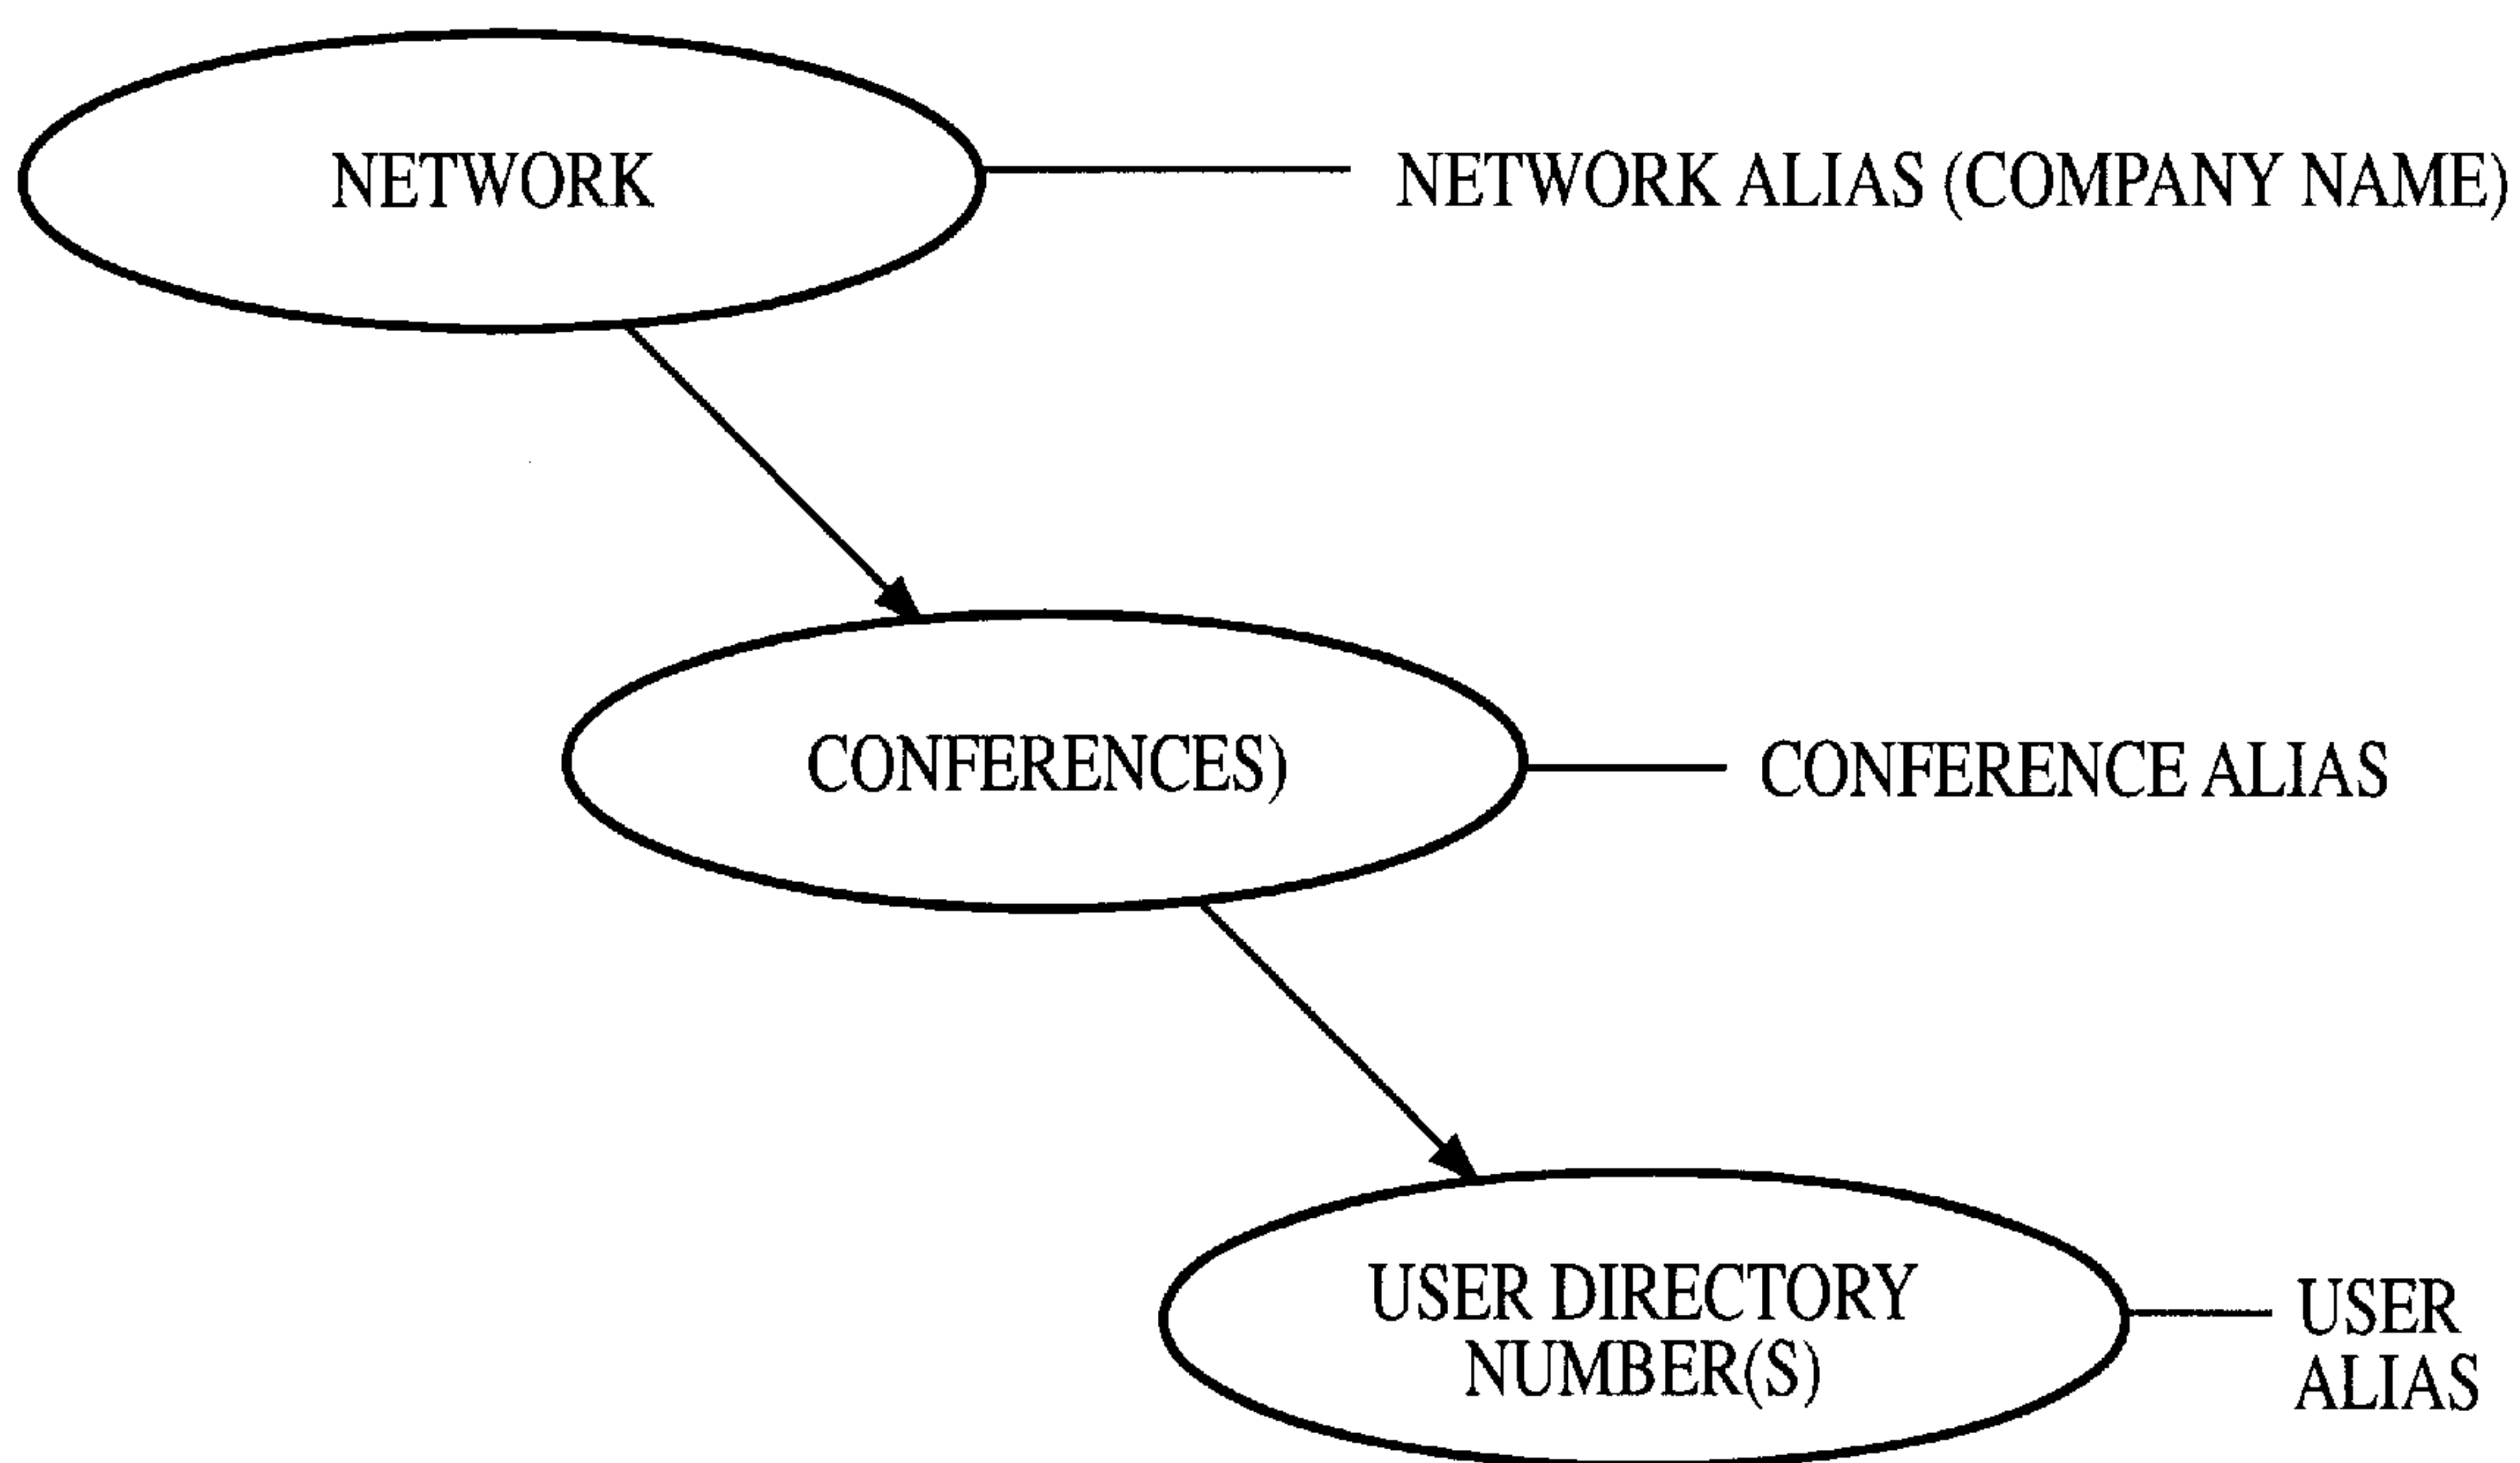 NETWORK
NETWORK ALIAS (COMPANY NAME)
CONFERENCES)
CONFERENCE ALIAS
USER DIRECTORY
NUMBER(S)
USER
ALIAS